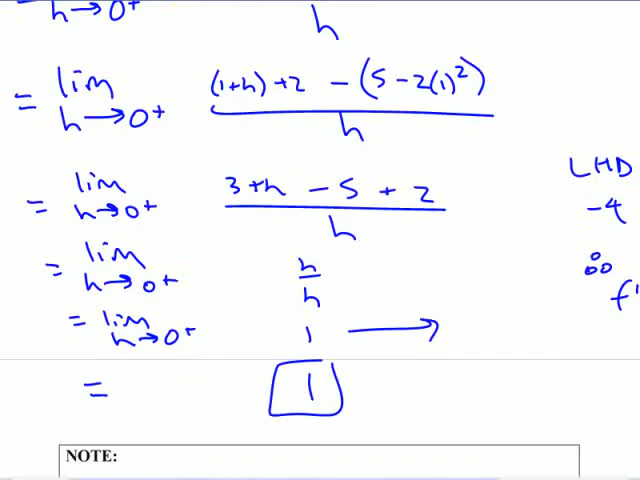 h→0+ h
= lim h→0+ ((1+h)+2 - (5-2(1)²))/h
= lim h→0+ (3+h - 5 + 2)/h
LHD
-4
= lim h→0+ h/h
= lim h→0+ 1 →
= 1
NOTE: